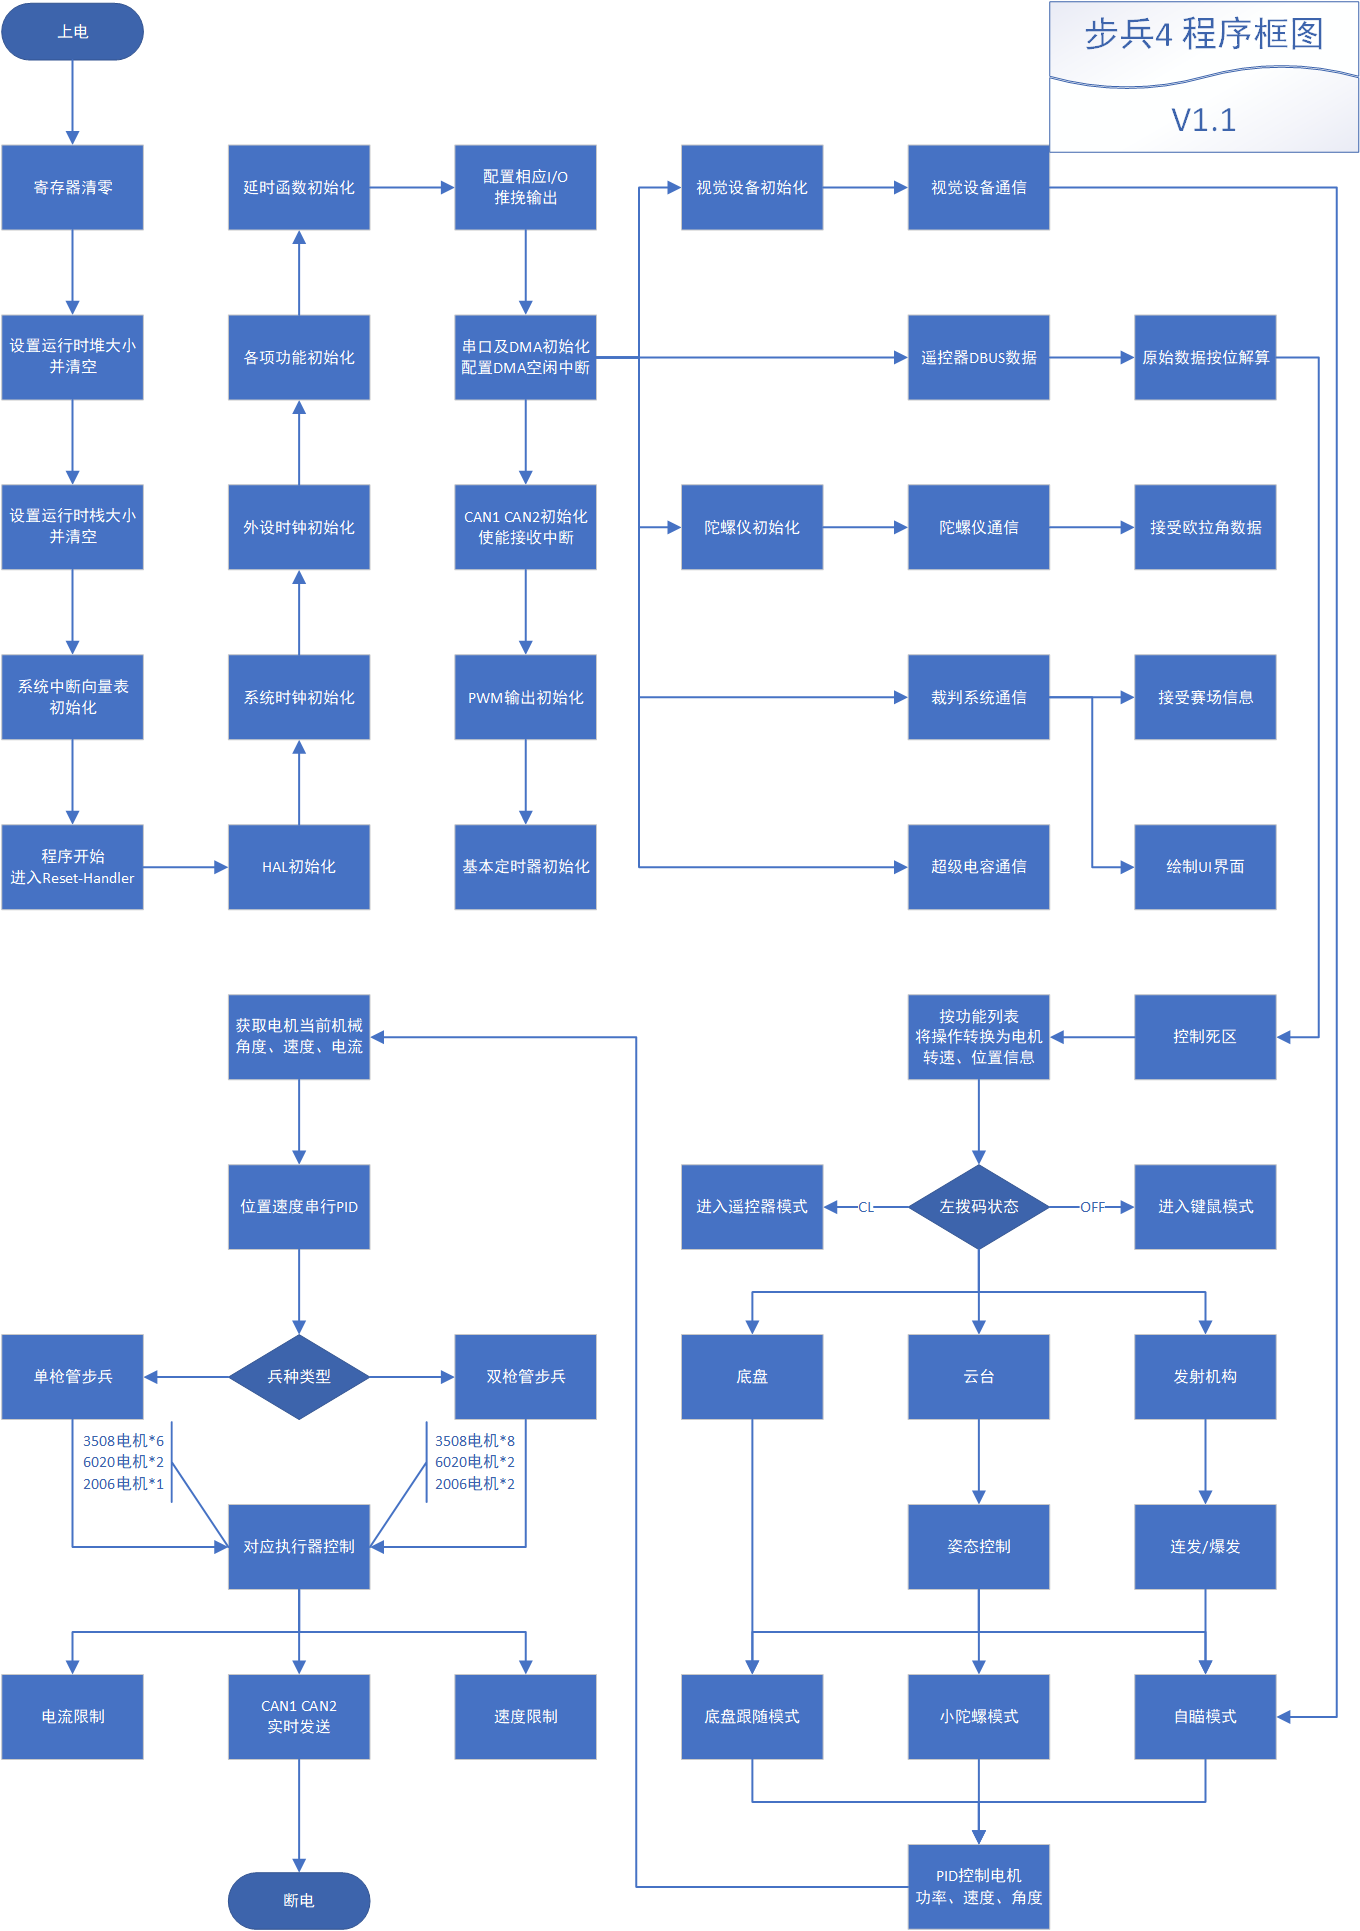 步兵4 程序框图
V1.1
上电
寄存器清零
延时函数初始化
配置相应I/O
推挽输出
视觉设备初始化
视觉设备通信
设置运行时堆大小
并清空
各项功能初始化
串口及DMA初始化
配置DMA空闲中断
遥控器DBUS数据
原始数据按位解算
设置运行时栈大小
并清空
外设时钟初始化
CAN1 CAN2初始化
使能接收中断
陀螺仪初始化
陀螺仪通信
接受欧拉角数据
系统中断向量表
初始化
系统时钟初始化
PWM输出初始化
裁判系统通信
接受赛场信息
程序开始
进入Reset-Handler
HAL初始化
基本定时器初始化
超级电容通信
绘制UI界面
获取电机当前机械
角度、速度、电流
按功能列表
将操作转换为电机
转速、位置信息
控制死区
位置速度串行PID
进入遥控器模式
CL
左拨码状态
OFF
进入键鼠模式
单枪管步兵
兵种类型
双枪管步兵
底盘
云台
发射机构
3508电机*6
6020电机*2
2006电机*1
3508电机*8
6020电机*2
2006电机*2
对应执行器控制
姿态控制
连发/爆发
电流限制
CAN1 CAN2
实时发送
速度限制
底盘跟随模式
小陀螺模式
自瞄模式
PID控制电机
功率、速度、角度
断电